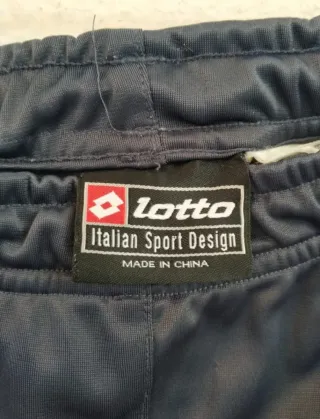 lotto
Italian Sport Design
MADE IN CHINA